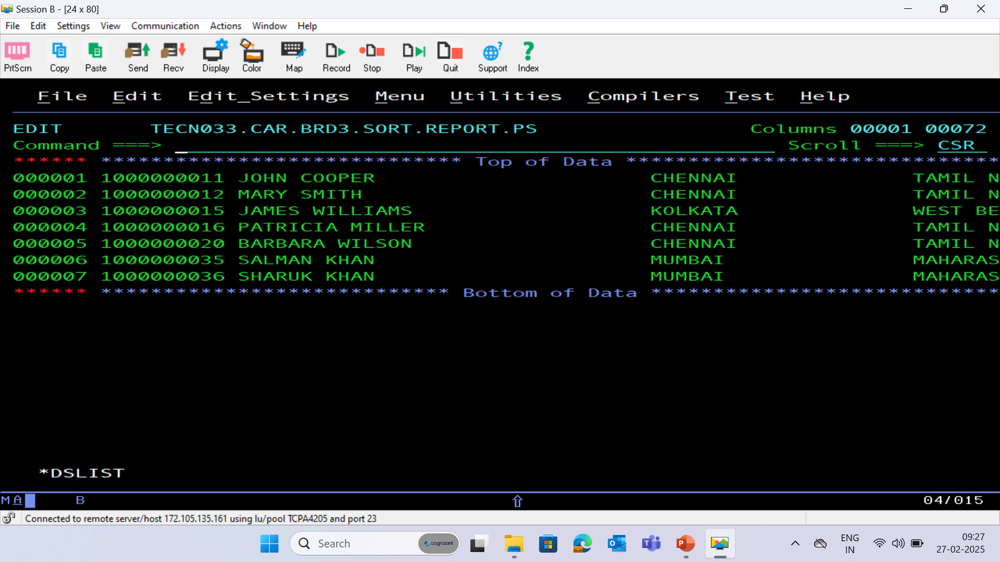 Session B - [24 x 80]
File Edit Settings View Communication Actions Window Help
PrtScrn Copy Paste Send Recv Display Color Map Record Stop Play Quit Support Index
File Edit Edit_Settings Menu Utilities Compilers Test Help
EDIT TECN033.CAR.BRD3.SORT.REPORT.PS Columns 00001 00072
Command ===> Scroll ===> CSR
****** ***************************** Top of Data ******************************
000001 1000000011 JOHN COOPER CHENNAI TAMIL N
000002 1000000012 MARY SMITH CHENNAI TAMIL N
000003 1000000015 JAMES WILLIAMS KOLKATA WEST BE
000004 1000000016 PATRICIA MILLER CHENNAI TAMIL N
000005 1000000020 BARBARA WILSON CHENNAI TAMIL N
000006 1000000035 SALMAN KHAN MUMBAI MAHARAS
000007 1000000036 SHARUK KHAN MUMBAI MAHARAS
****** **************************** Bottom of Data ****************************
*DSLIST
MA B 04/015
Connected to remote server/host 172.105.135.161 using lu/pool TCPA4205 and port 23
Search cognizant ENG 09:27
IN 27-02-2025